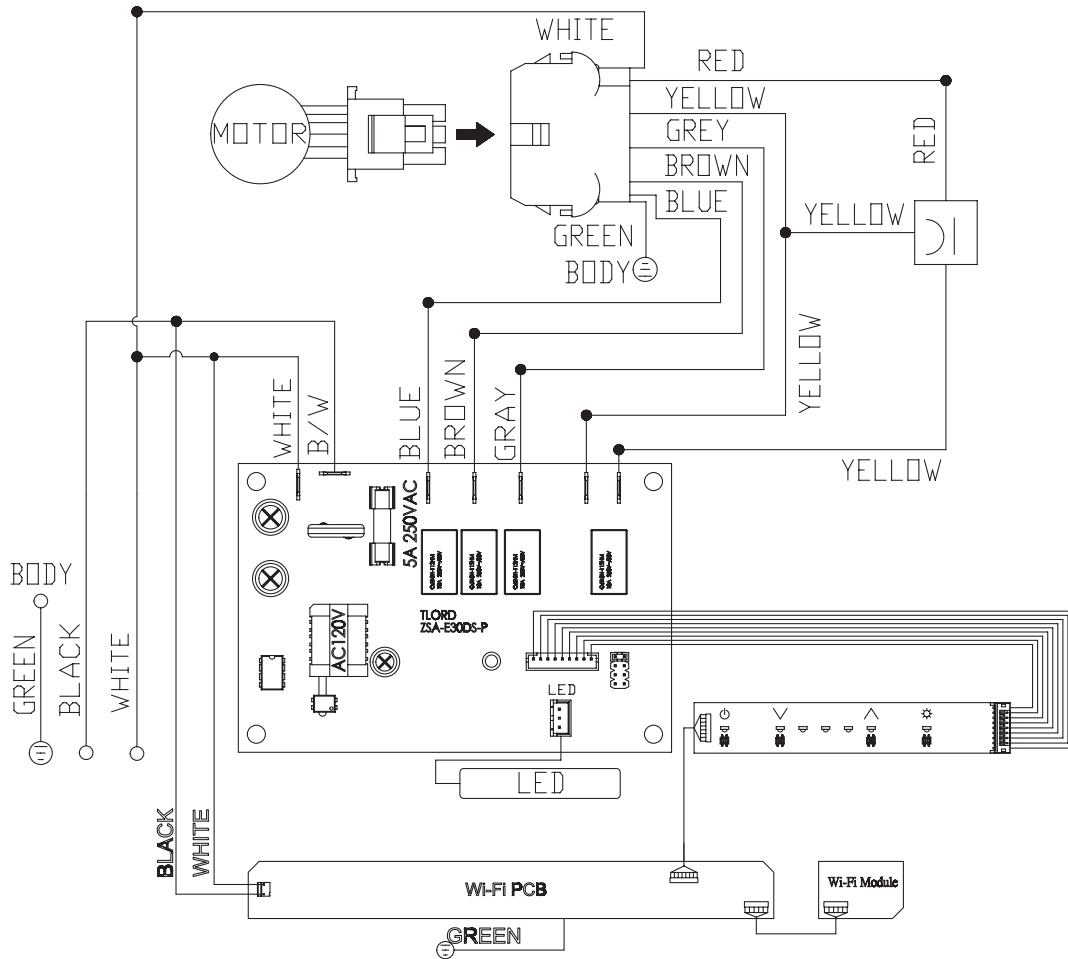 WHITE
RED
MOTOR
YELLOW
GREY
BROWN
RED
BLUE
YELLOW
GREEN
BODY
WHITE
B/W
BLUE
BROWN
GRAY
YELLOW
YELLOW
5A 250VAC
BODY
TLORD
ZSA-E30DS-P
AC120V
GREEN
BLACK
WHITE
LED
LED
BLACK
WHITE
Wi-Fi PCB
Wi-Fi Module
GREEN